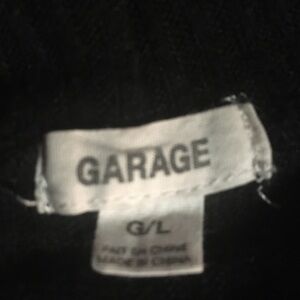 GARAGE
G/L
FAIT EN CHINE
MADE IN CHINA